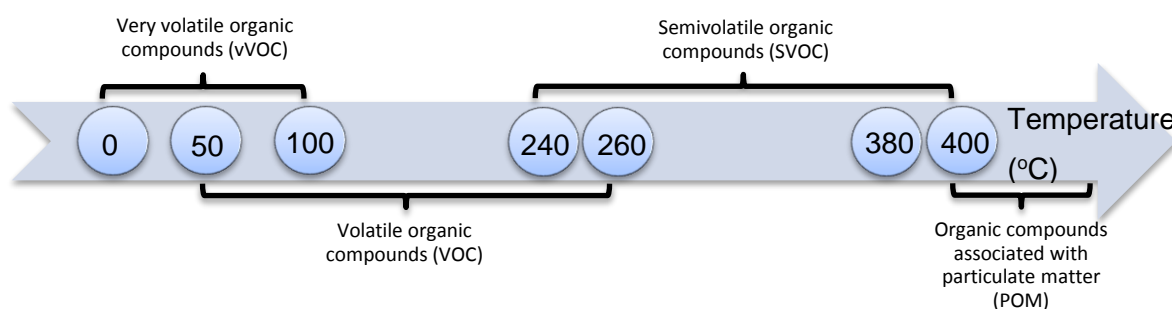 Very volatile organic
compounds (vVOC)
Semivolatile organic
compounds (SVOC)
0
50
100
240
260
380
400
Temperature
(°C)
Volatile organic
compounds (VOC)
Organic compounds
associated with
particulate matter
(POM)